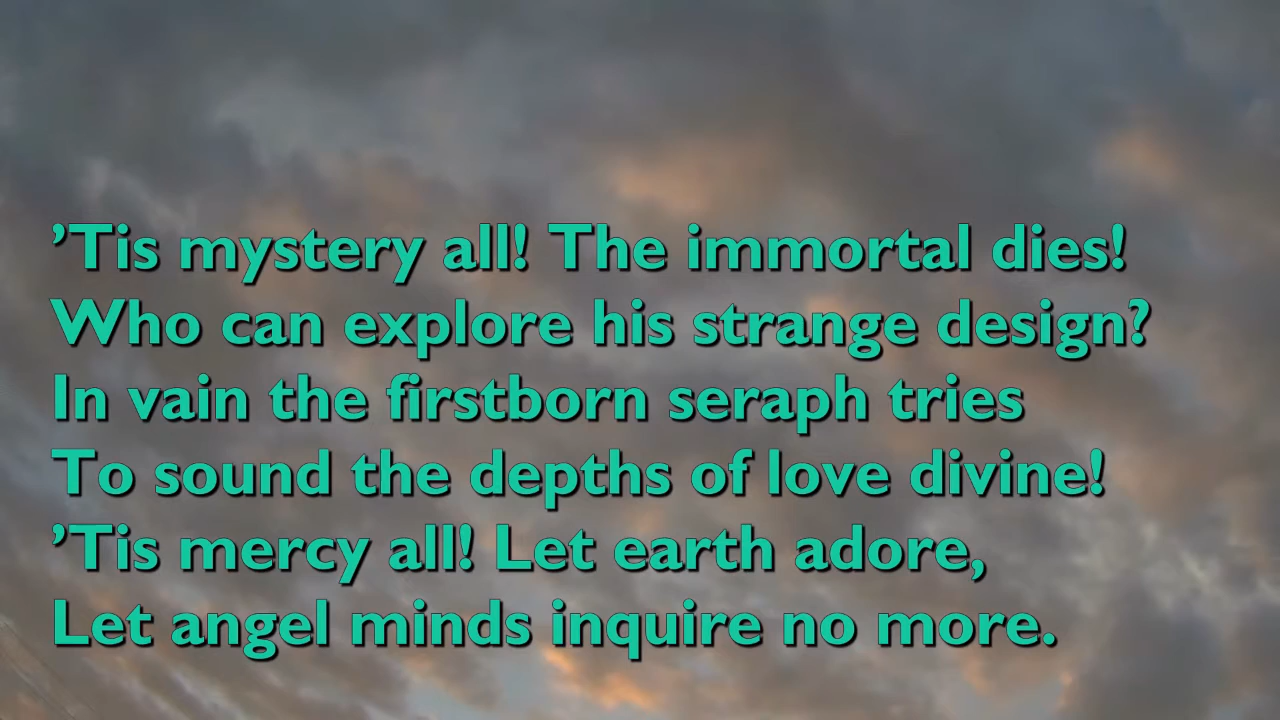 ’Tis mystery all! The immortal dies!
Who can explore his strange design?
In vain the firstborn seraph tries
To sound the depths of love divine!
’Tis mercy all! Let earth adore,
Let angel minds inquire no more.